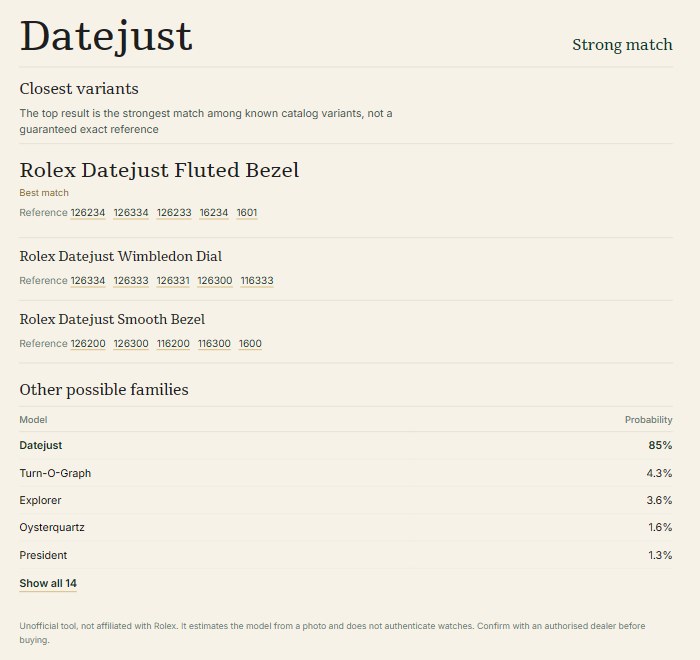 Datejust
Strong match
Closest variants
The top result is the strongest match among known catalog variants, not a
guaranteed exact reference
Rolex Datejust Fluted Bezel
Best match
Reference 126234 126334 126233 16234 1601
Rolex Datejust Wimbledon Dial
Reference 126334 126333 126331 126300 116333
Rolex Datejust Smooth Bezel
Reference 126200 126300 116200 116300 1600
Other possible families
Model Probability
Datejust 85%
Turn-O-Graph 4.3%
Explorer 3.6%
Oysterquartz 1.6%
President 1.3%
Show all 14
Unofficial tool, not affiliated with Rolex. It estimates the model from a photo and does not authenticate watches. Confirm with an authorised dealer before
buying.